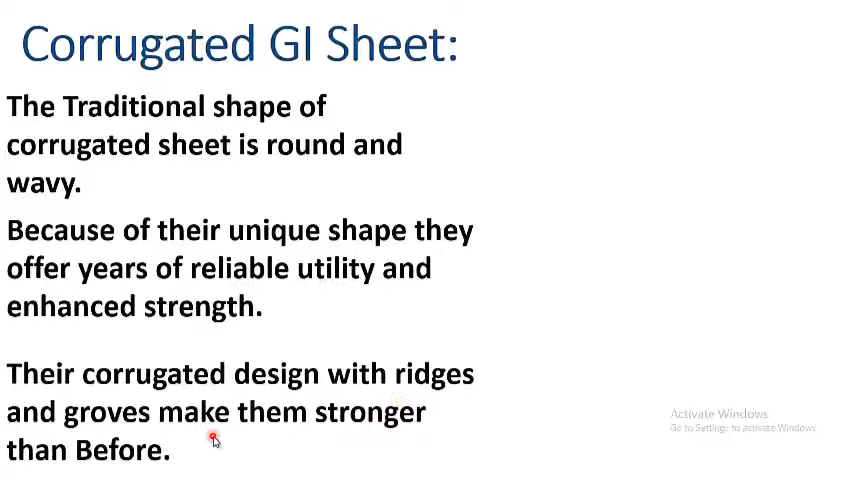 Corrugated GI Sheet:
The Traditional shape of
corrugated sheet is round and
wavy.
Because of their unique shape they
offer years of reliable utility and
enhanced strength.
Their corrugated design with ridges
and groves make them stronger
than Before.
Activate Windows
Go to Settings to activate Windows